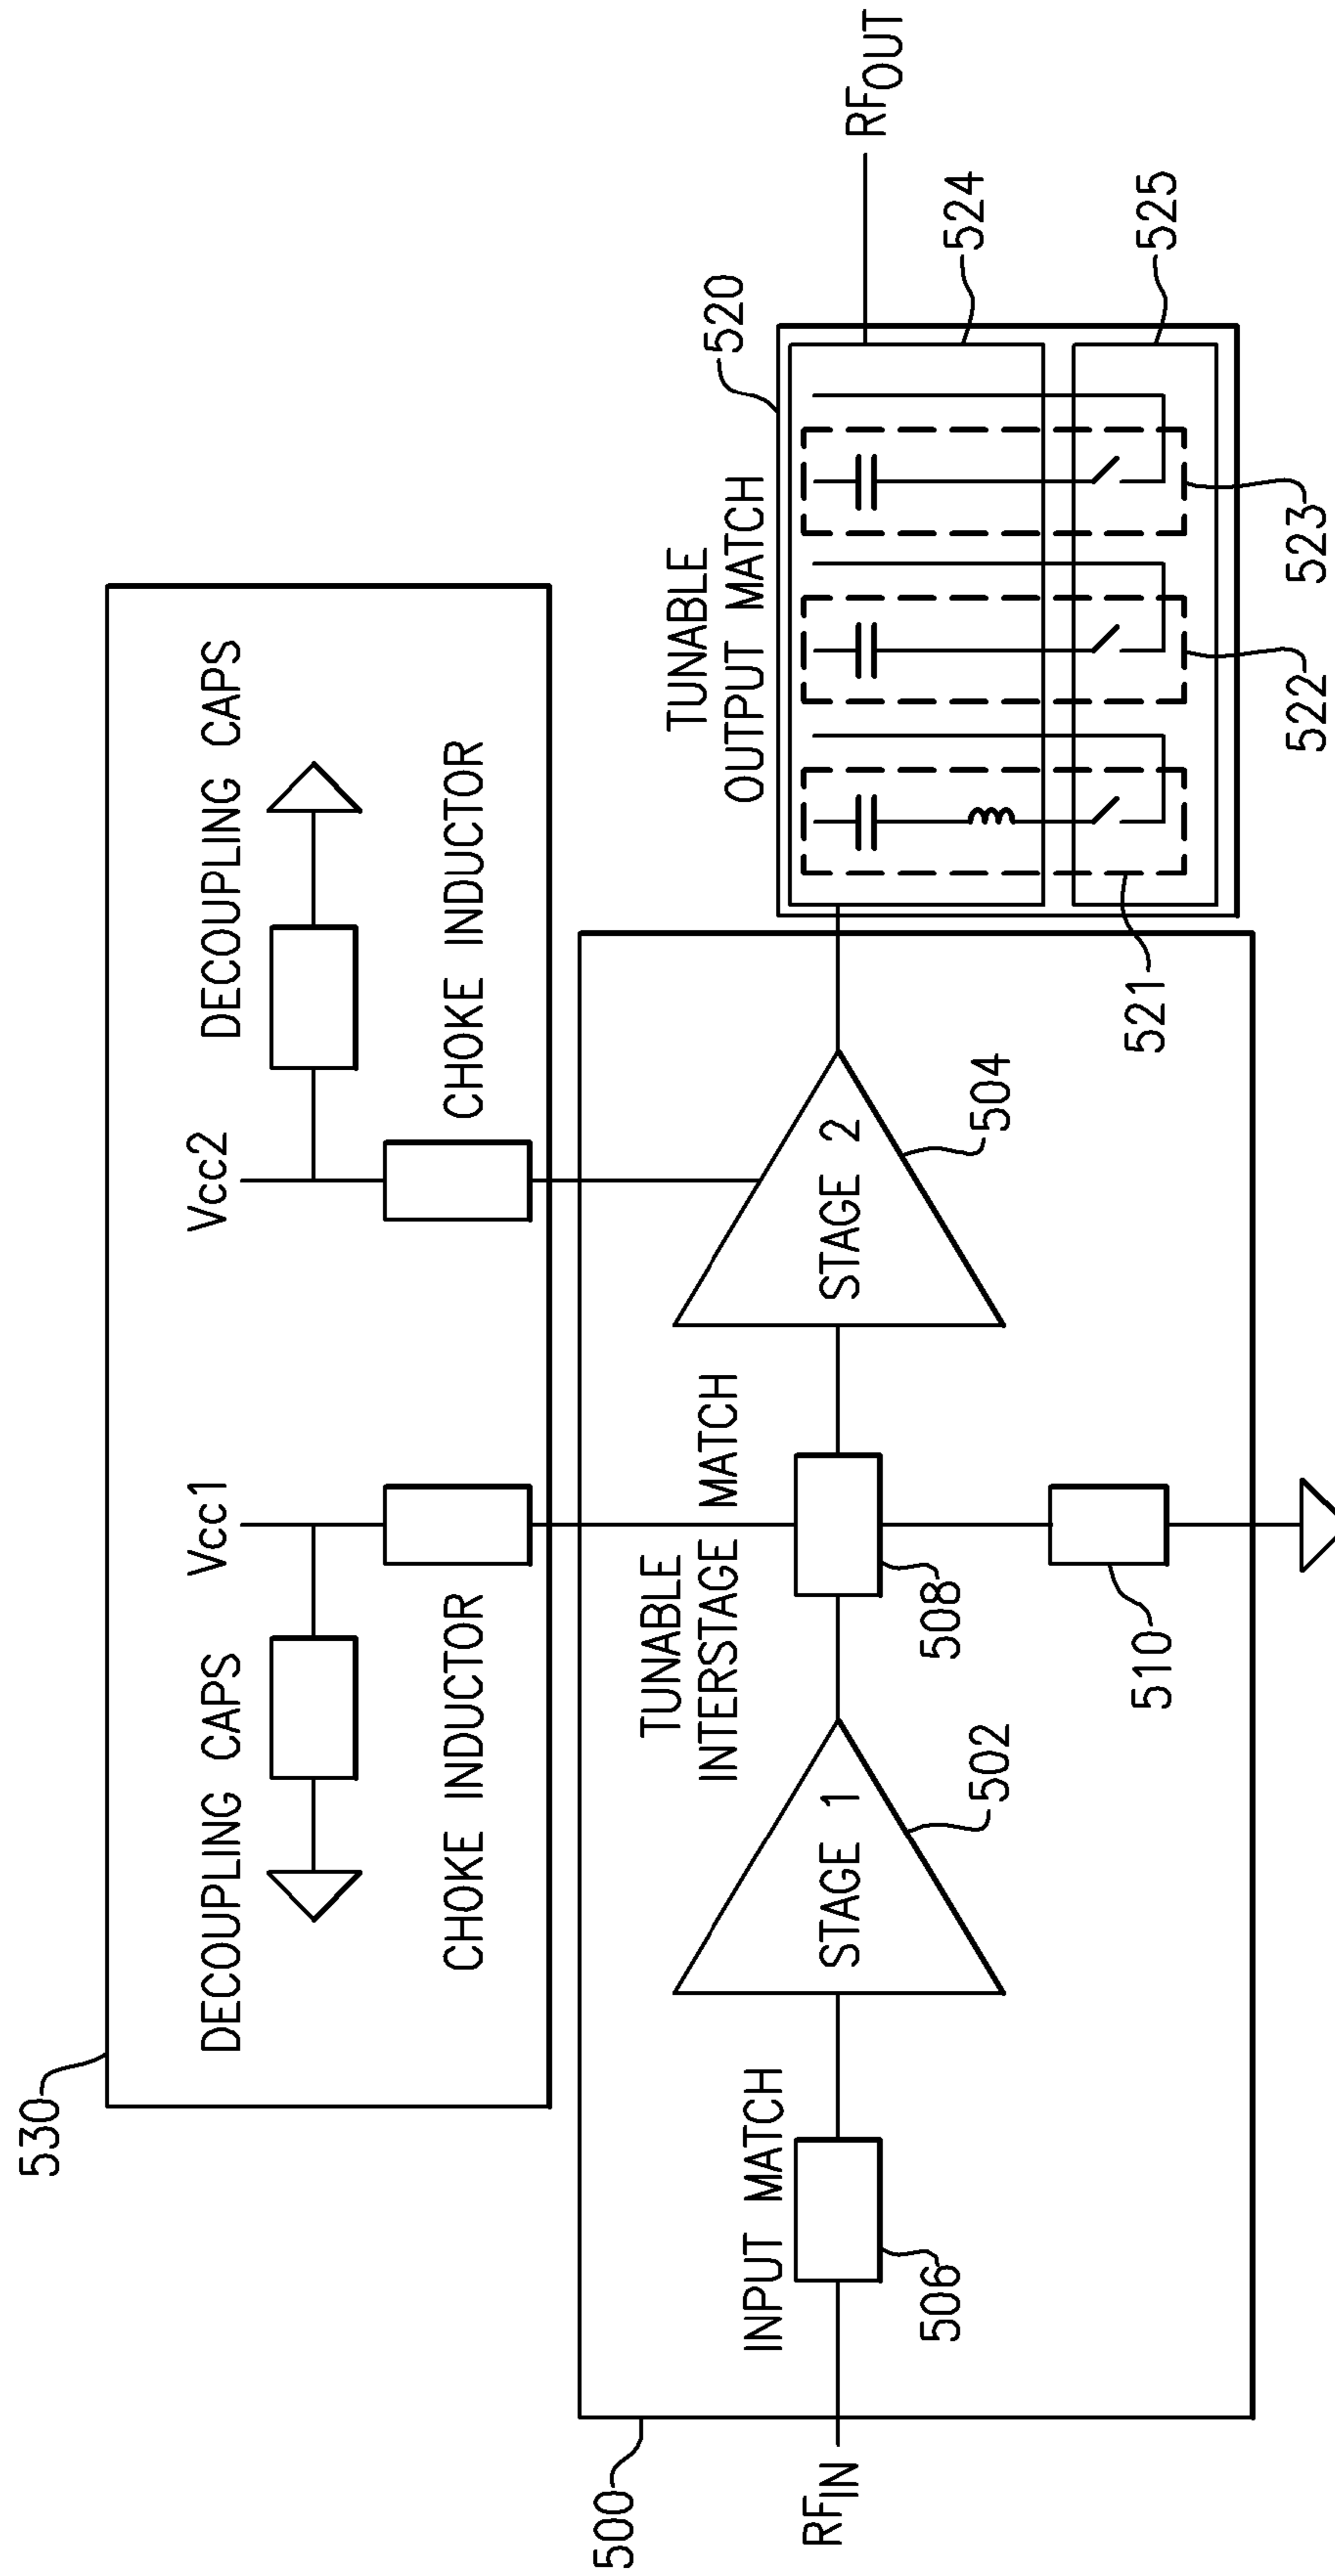 530
DECOUPLING CAPS
Vcc1
Vcc2
DECOUPLING CAPS
CHOKE INDUCTOR
CHOKE INDUCTOR
500
RFIN
INPUT MATCH
506
STAGE 1
502
TUNABLE
INTERSTAGE MATCH
508
510
STAGE 2
504
TUNABLE
OUTPUT MATCH
520
RFOUT
524
525
521
522
523